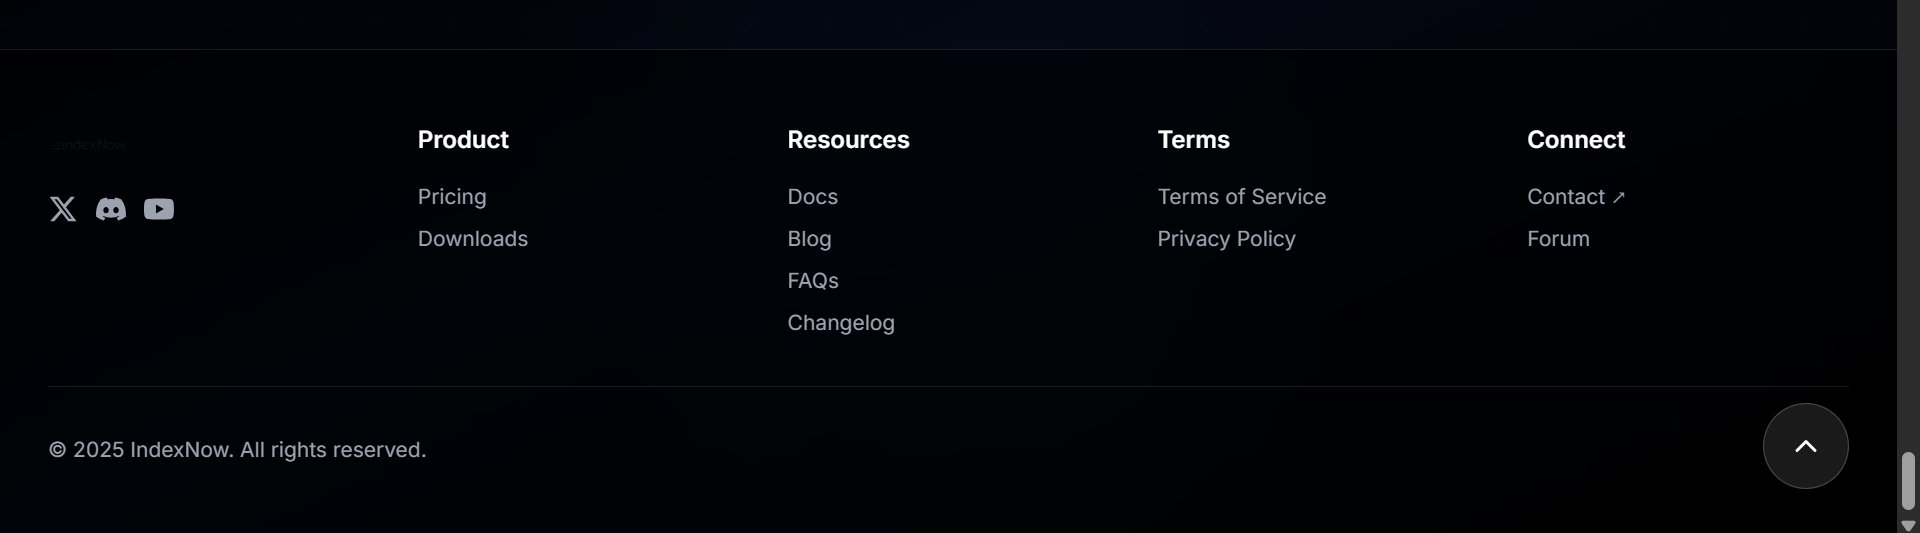 IndexNow
Product
Pricing
Downloads
Resources
Docs
Blog
FAQs
Changelog
Terms
Terms of Service
Privacy Policy
Connect
Contact ↗
Forum
© 2025 IndexNow. All rights reserved.